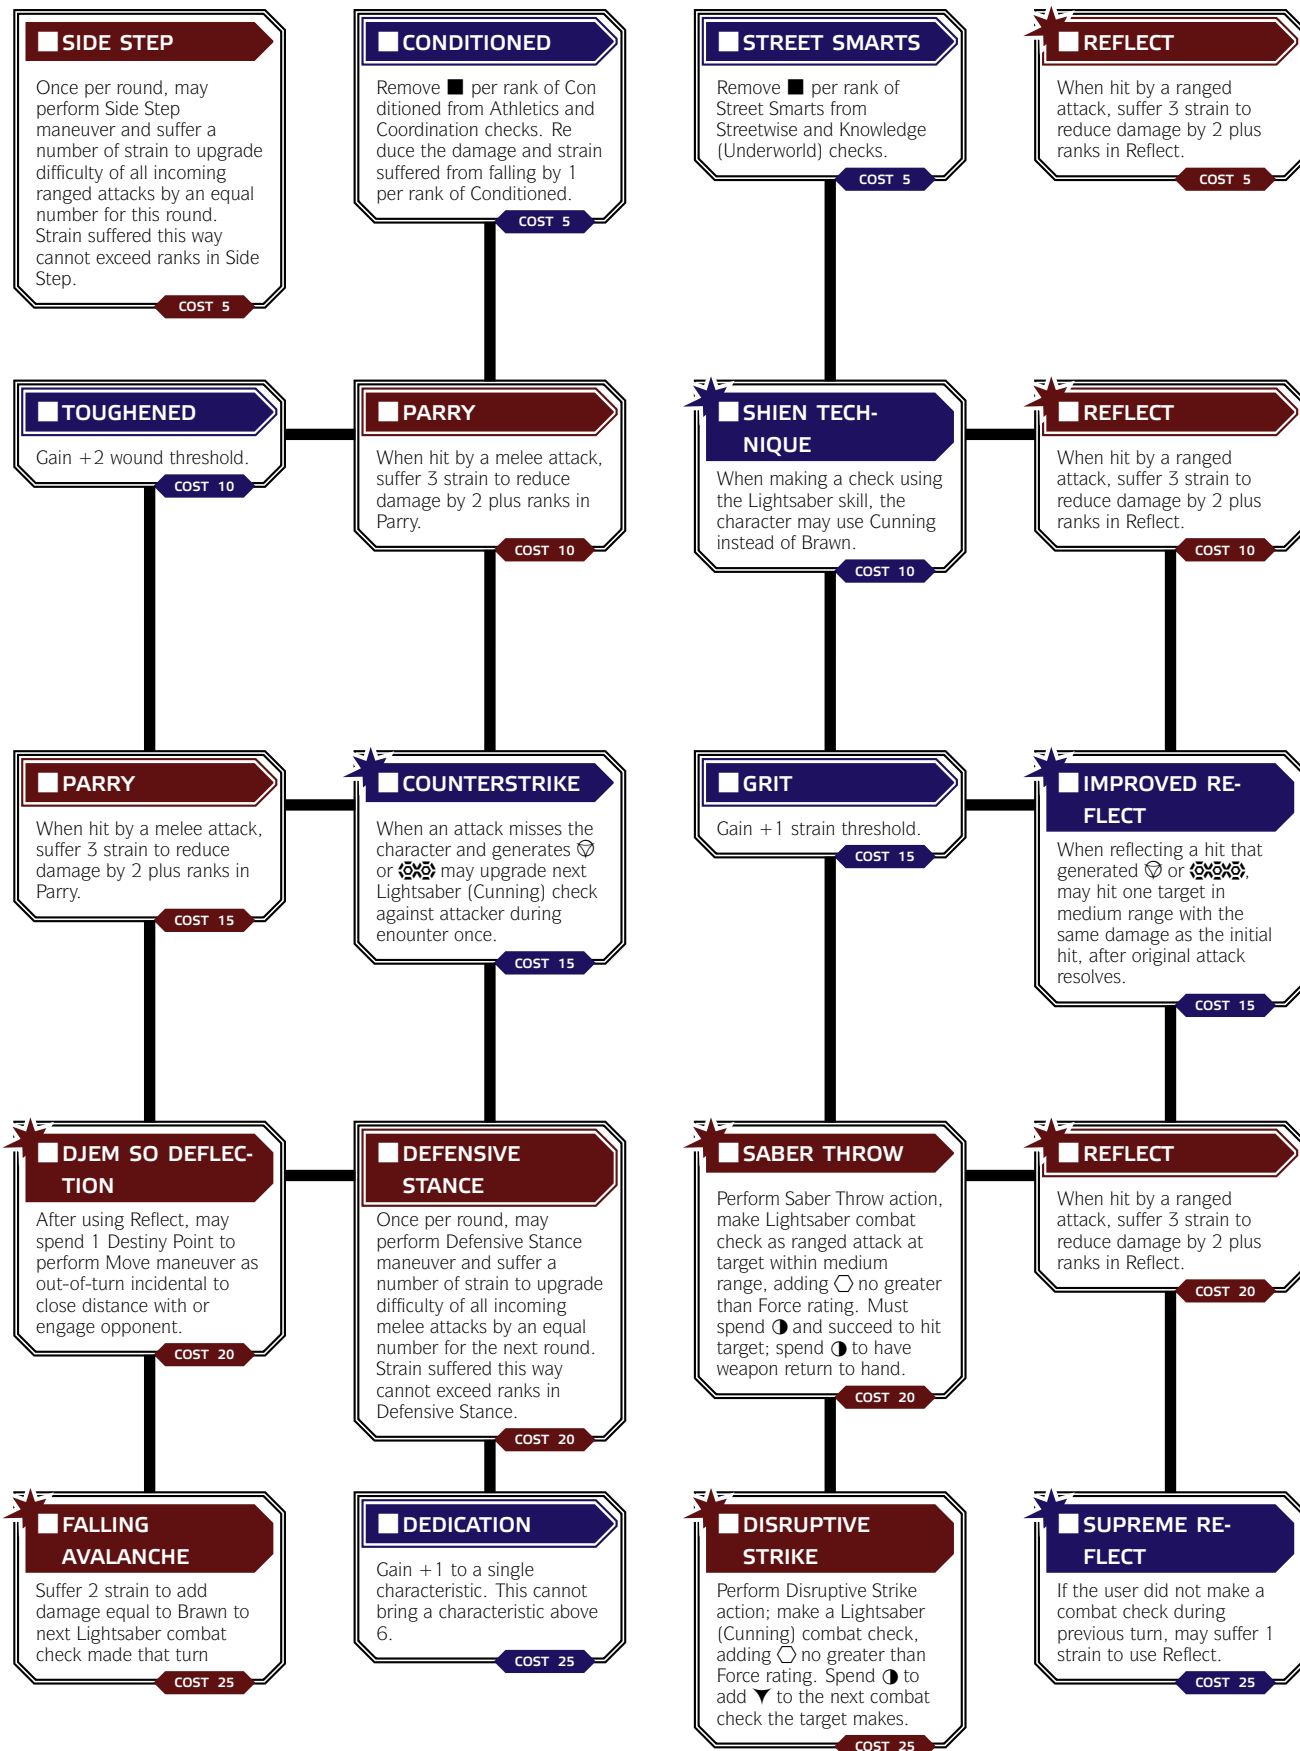 SIDE STEP
Once per round, may
perform Side Step
maneuver and suffer a
number of strain to upgrade
difficulty of all incoming
ranged attacks by an equal
number for this round.
Strain suffered this way
cannot exceed ranks in Side
Step.
COST 5
CONDITIONED
Remove ■ per rank of Con
ditioned from Athletics and
Coordination checks. Re
duce the damage and strain
suffered from falling by 1
per rank of Conditioned.
COST 5
STREET SMARTS
Remove ■ per rank of
Street Smarts from
Streetwise and Knowledge
(Underworld) checks.
COST 5
REFLECT
When hit by a ranged
attack, suffer 3 strain to
reduce damage by 2 plus
ranks in Reflect.
COST 5
TOUGHENED
Gain +2 wound threshold.
COST 10
PARRY
When hit by a melee attack,
suffer 3 strain to reduce
damage by 2 plus ranks in
Parry.
COST 10
SHIEN TECH-
NIQUE
When making a check using
the Lightsaber skill, the
character may use Cunning
instead of Brawn.
COST 10
REFLECT
When hit by a ranged
attack, suffer 3 strain to
reduce damage by 2 plus
ranks in Reflect.
COST 10
PARRY
When hit by a melee attack,
suffer 3 strain to reduce
damage by 2 plus ranks in
Parry.
COST 15
COUNTERSTRIKE
When an attack misses the
character and generates
or may upgrade next
Lightsaber (Cunning) check
against attacker during
enounter once.
COST 15
GRIT
Gain +1 strain threshold.
COST 15
IMPROVED RE-
FLECT
When reflecting a hit that
generated or ,
may hit one target in
medium range with the
same damage as the initial
hit, after original attack
resolves.
COST 15
DJEM SO DEFLEC-
TION
After using Reflect, may
spend 1 Destiny Point to
perform Move maneuver as
out-of-turn incidental to
close distance with or
engage opponent.
COST 20
DEFENSIVE
STANCE
Once per round, may
perform Defensive Stance
maneuver and suffer a
number of strain to upgrade
difficulty of all incoming
melee attacks by an equal
number for the next round.
Strain suffered this way
cannot exceed ranks in
Defensive Stance.
COST 20
SABER THROW
Perform Saber Throw action,
make Lightsaber combat
check as ranged attack at
target within medium
range, adding ⬡ no greater
than Force rating. Must
spend ◑ and succeed to hit
target; spend ◑ to have
weapon return to hand.
COST 20
REFLECT
When hit by a ranged
attack, suffer 3 strain to
reduce damage by 2 plus
ranks in Reflect.
COST 20
FALLING
AVALANCHE
Suffer 2 strain to add
damage equal to Brawn to
next Lightsaber combat
check made that turn
COST 25
DEDICATION
Gain +1 to a single
characteristic. This cannot
bring a characteristic above
6.
COST 25
DISRUPTIVE
STRIKE
Perform Disruptive Strike
action; make a Lightsaber
(Cunning) combat check,
adding ⬡ no greater than
Force rating. Spend ◑ to
add ▼ to the next combat
check the target makes.
COST 25
SUPREME RE-
FLECT
If the user did not make a
combat check during
previous turn, may suffer 1
strain to use Reflect.
COST 25